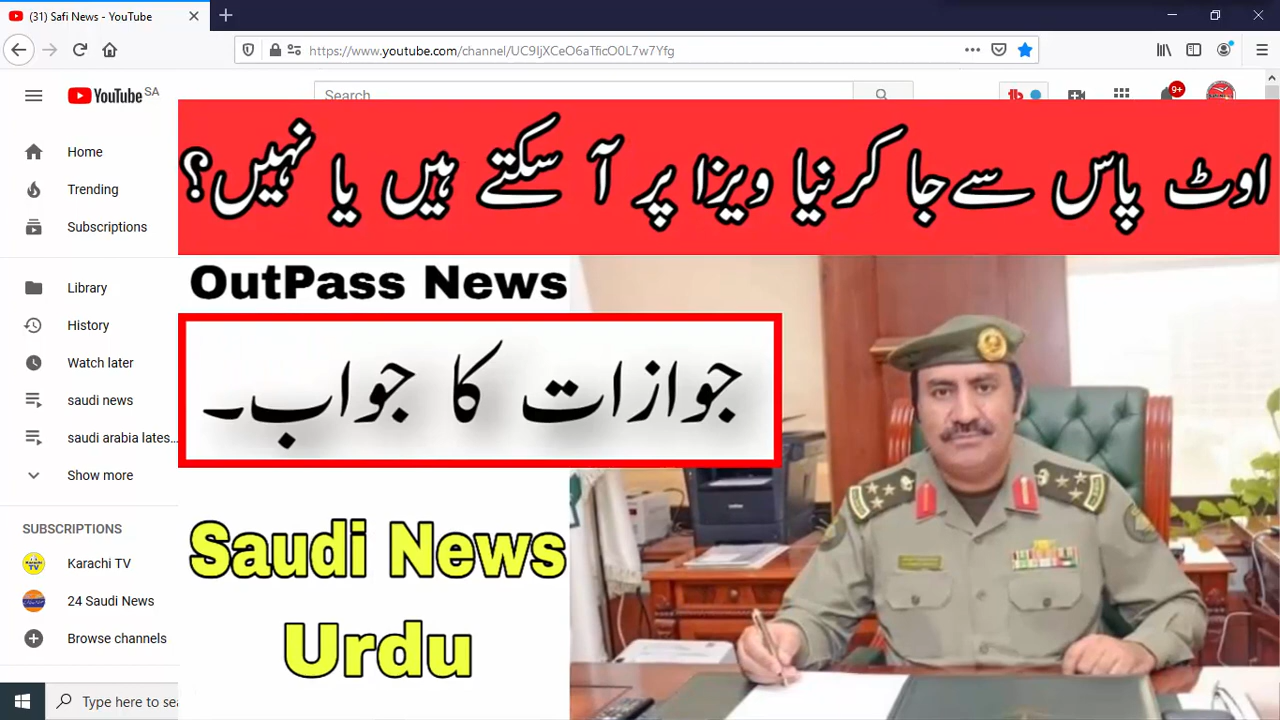 (31) Safi News - YouTube
https://www.youtube.com/channel/UC9IjXCeO6aTficO0L7w7Yfg
YouTube SA
Search
9+
Home
Trending
Subscriptions
Library
History
Watch later
saudi news
saudi arabia lates...
Show more
SUBSCRIPTIONS
Karachi TV
24 Saudi News
Browse channels
Type here to sea
اوٹ پاس سے جا کر نیا ویزا پر آ سکتے ہیں یا نہیں؟
OutPass News
جوازات کا جواب۔
Saudi News
Urdu